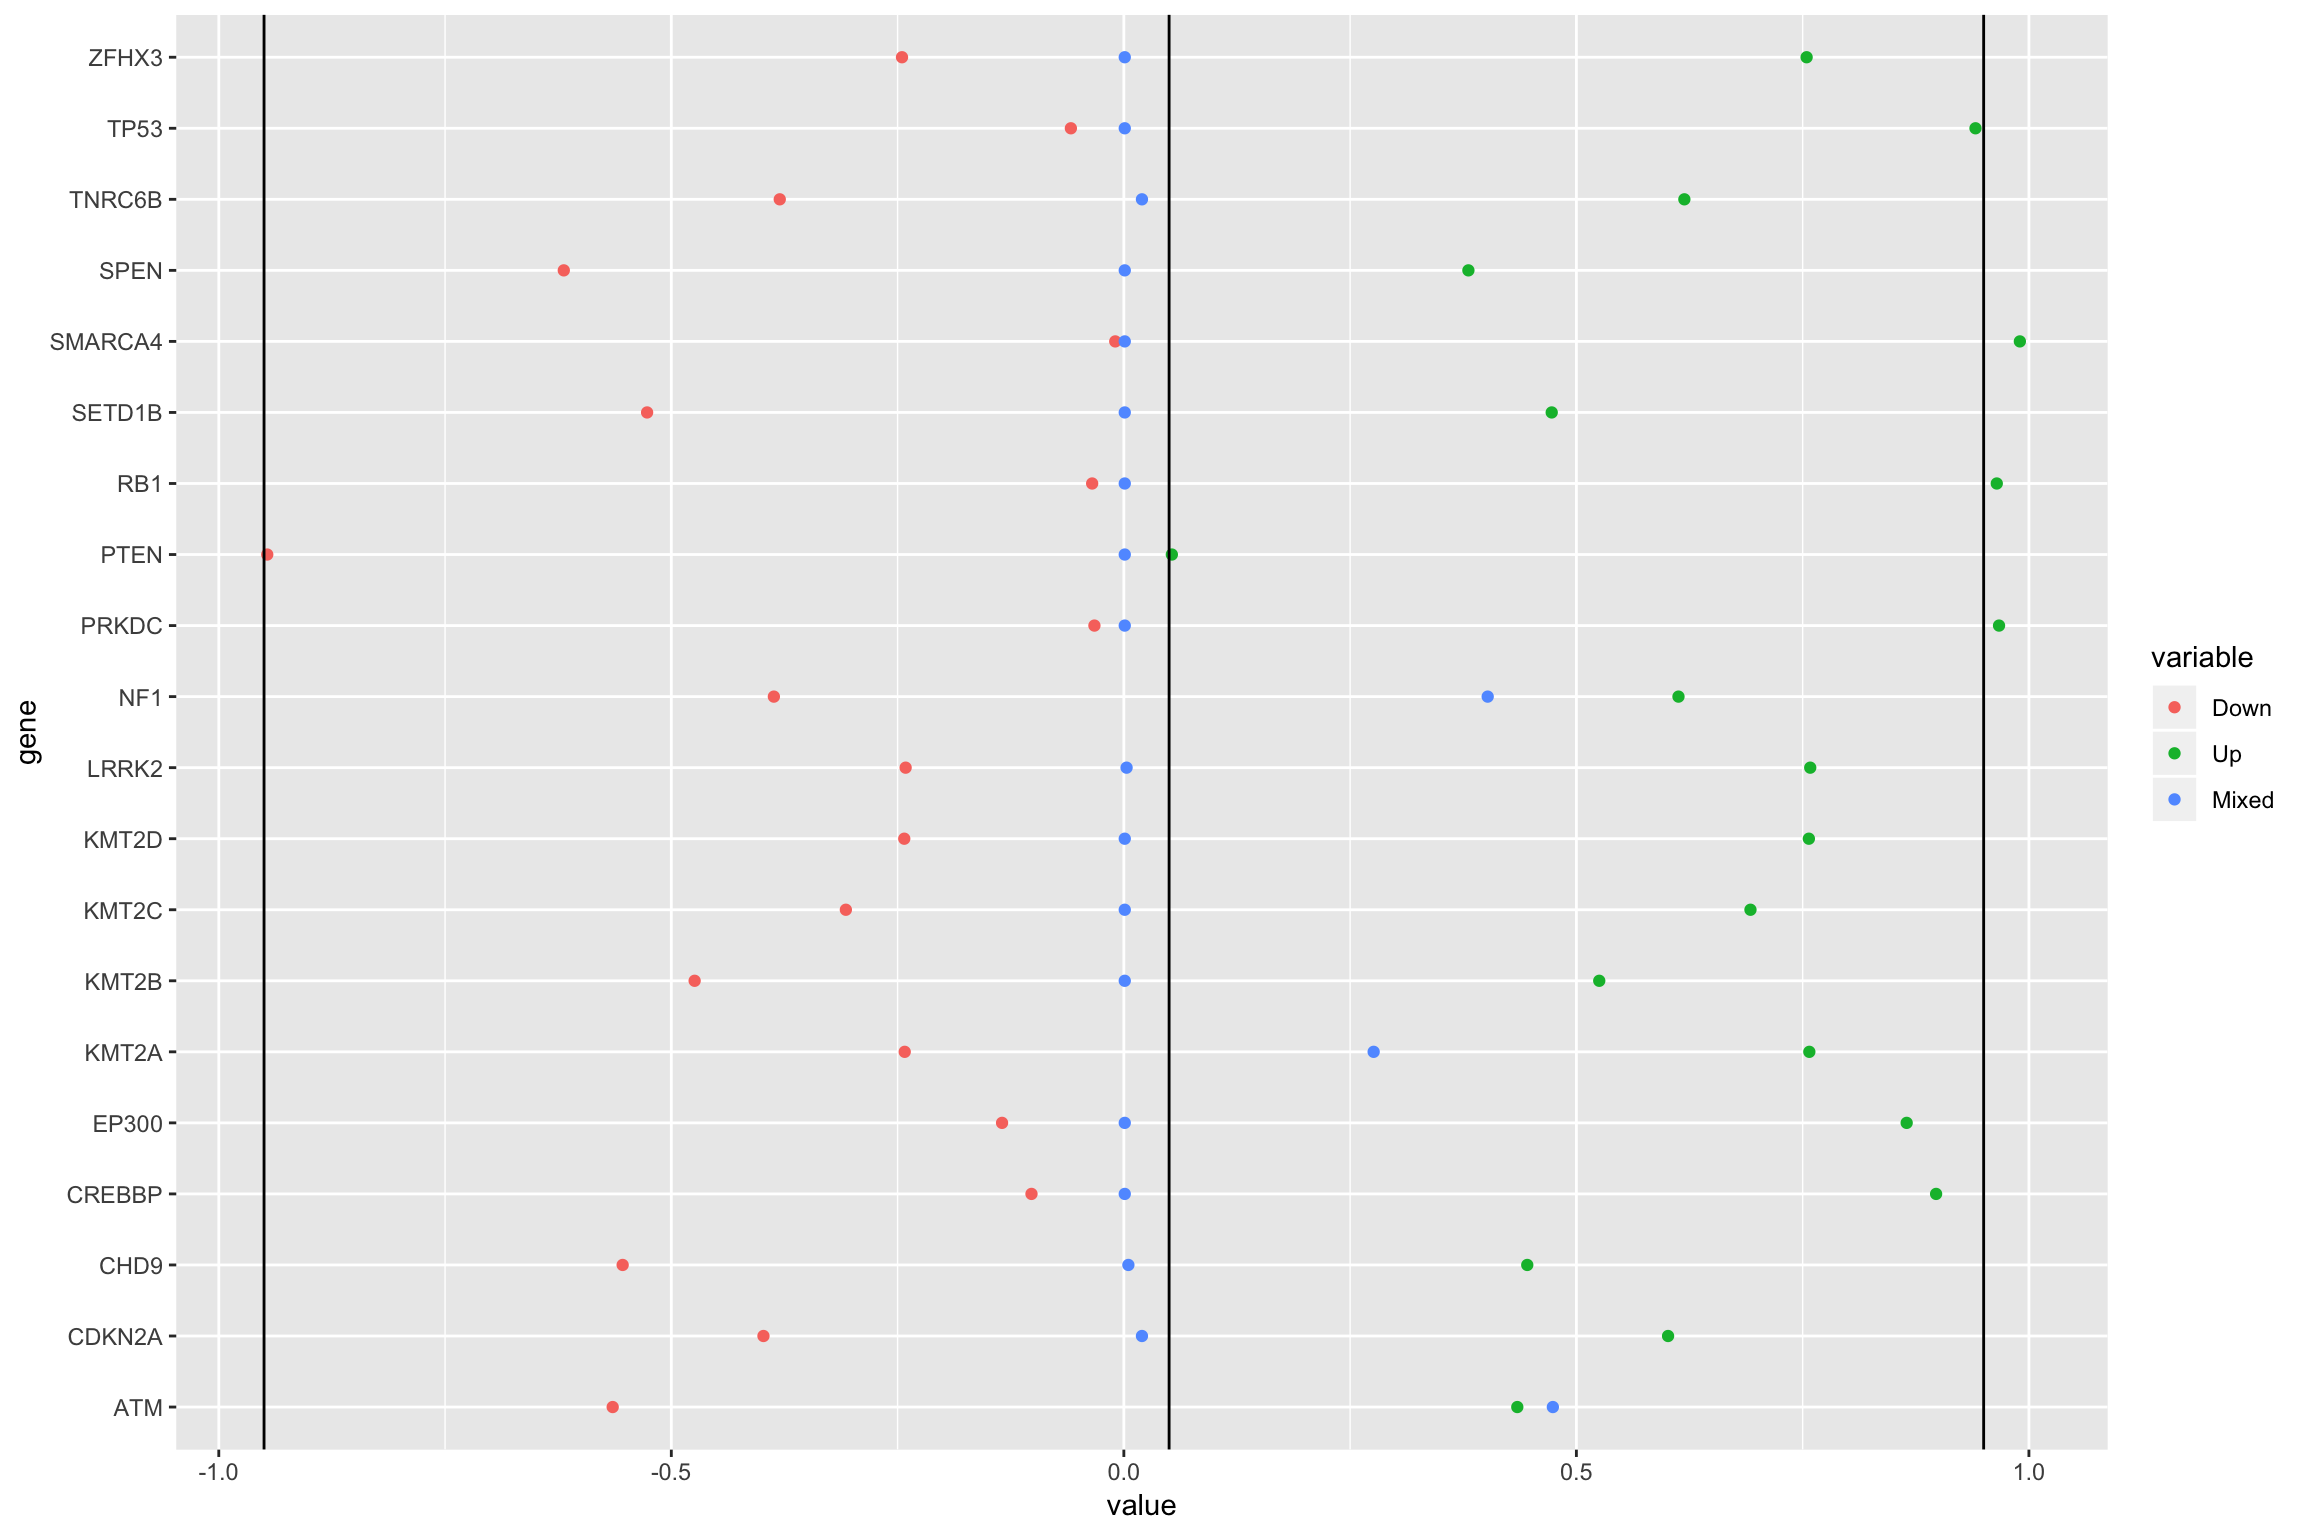 ZFHX3
TP53
TNRC6B
SPEN
SMARCA4
SETD1B
RB1
PTEN
PRKDC
NF1
LRRK2
KMT2D
KMT2C
KMT2B
KMT2A
EP300
CREBBP
CHD9
CDKN2A
ATM
gene
-1.0 -0.5 0.0 0.5 1.0
value
variable
Down
Up
Mixed